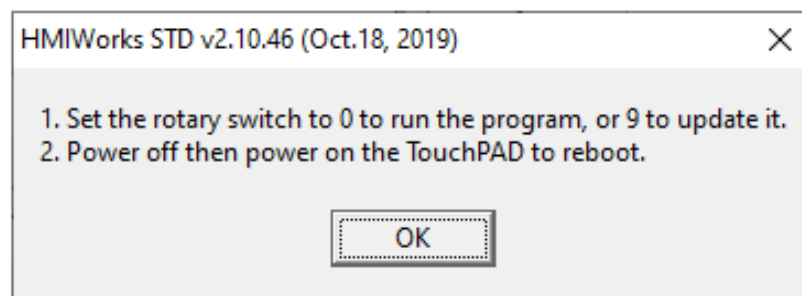 HMIWorks STD v2.10.46 (Oct.18, 2019)
1. Set the rotary switch to 0 to run the program, or 9 to update it.
2. Power off then power on the TouchPAD to reboot.
OK